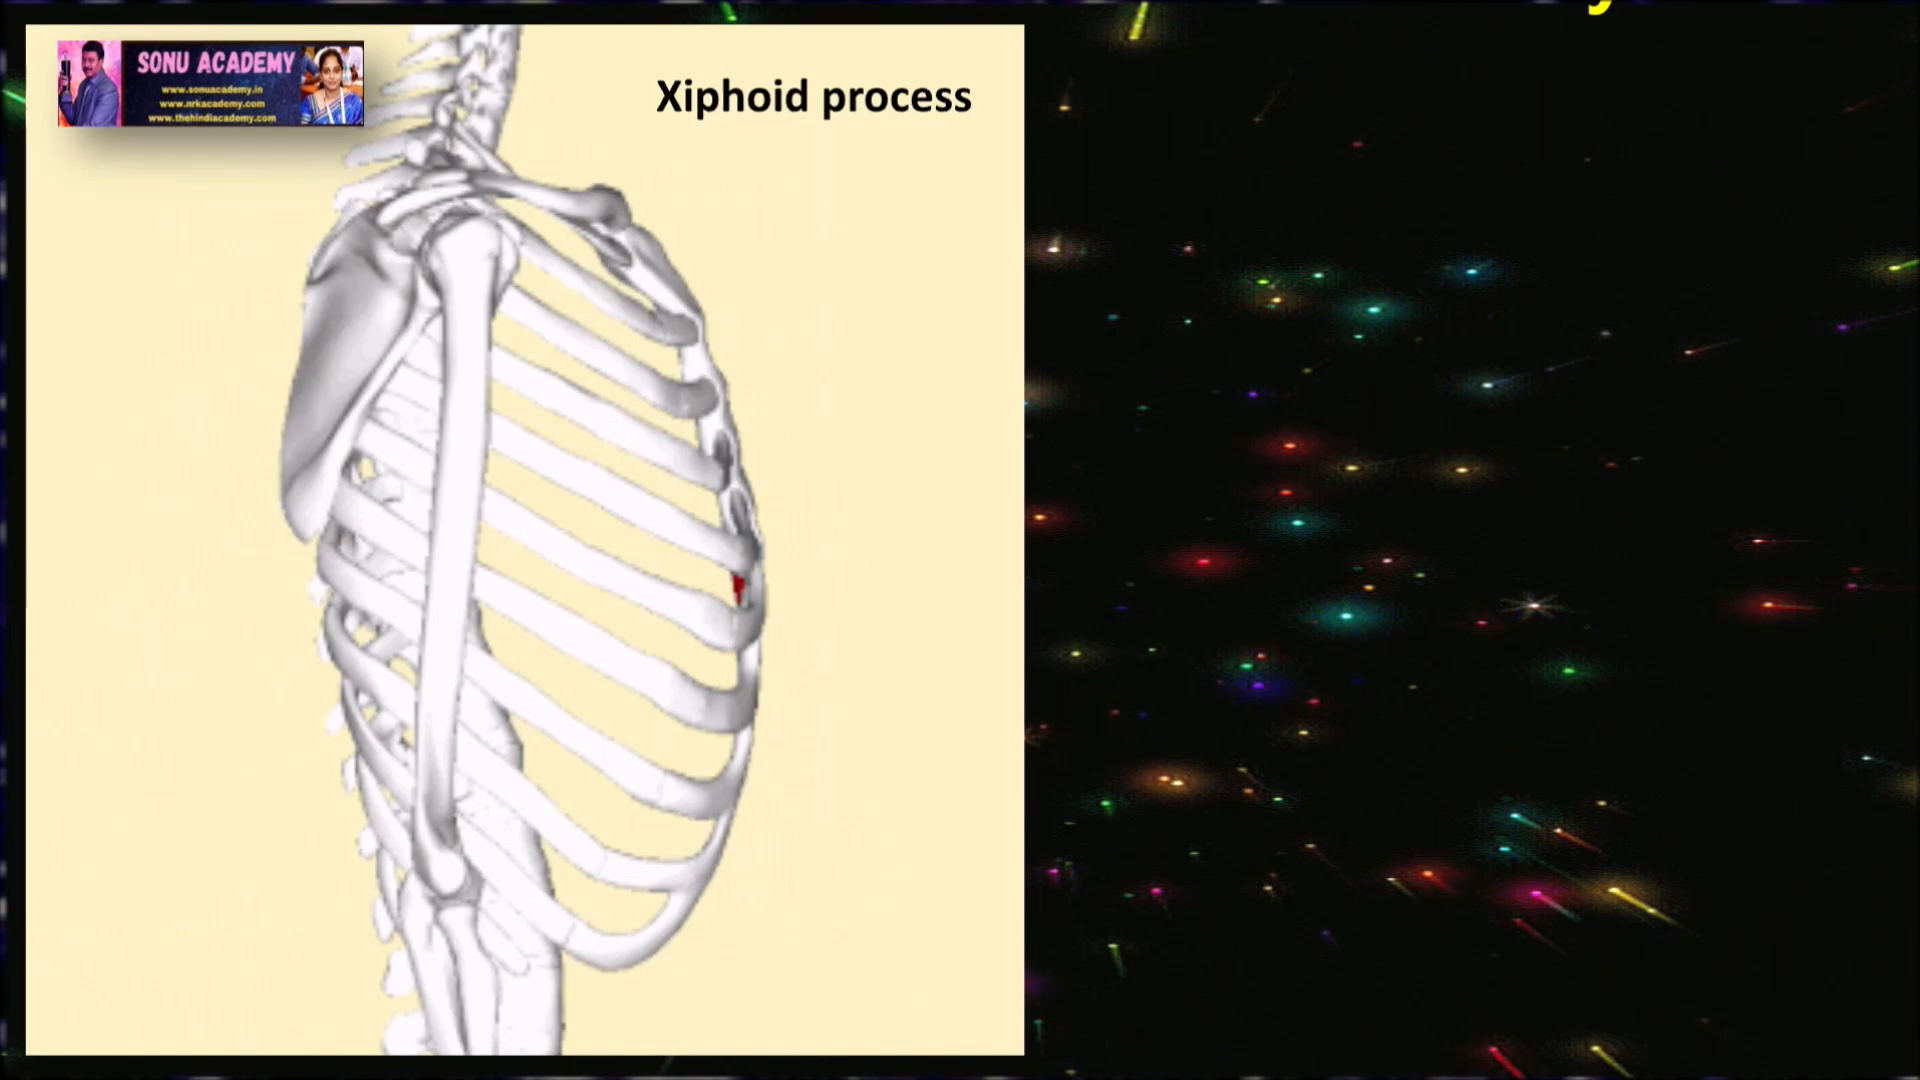 SONU ACADEMY
www.sonuacademy.in
www.nrkacademy.com
www.thehindiacademy.com
Xiphoid process